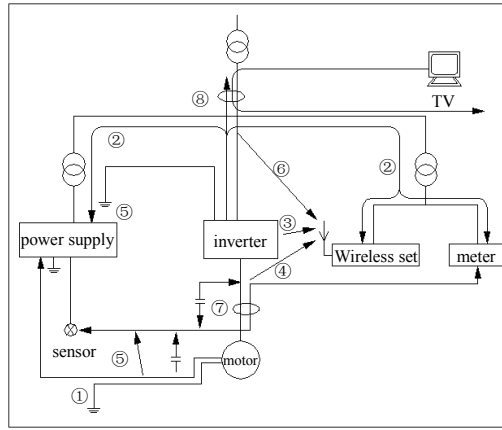 TV
⑧
②
⑥
②
⑤
③
power supply
inverter
Wireless set
meter
④
⑦
sensor
⑤
motor
①